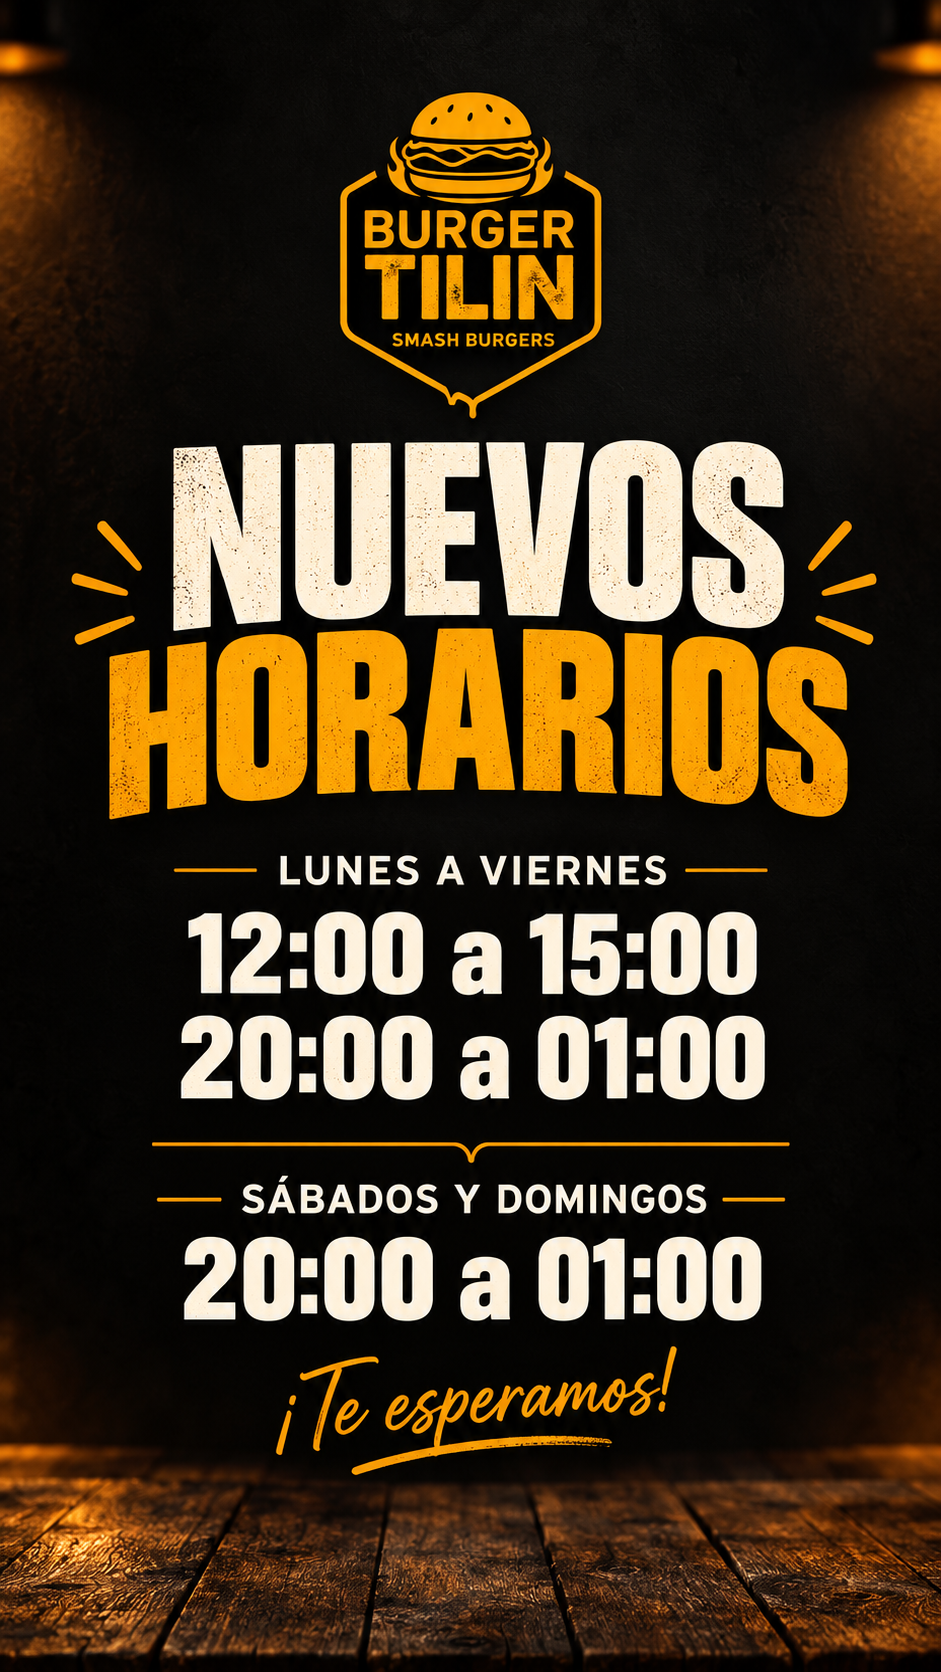 BURGER
TILIN
SMASH BURGERS
NUEVOS
HORARIOS
LUNES A VIERNES
12:00 a 15:00
20:00 a 01:00
SÁBADOS Y DOMINGOS
20:00 a 01:00
¡Te esperamos!